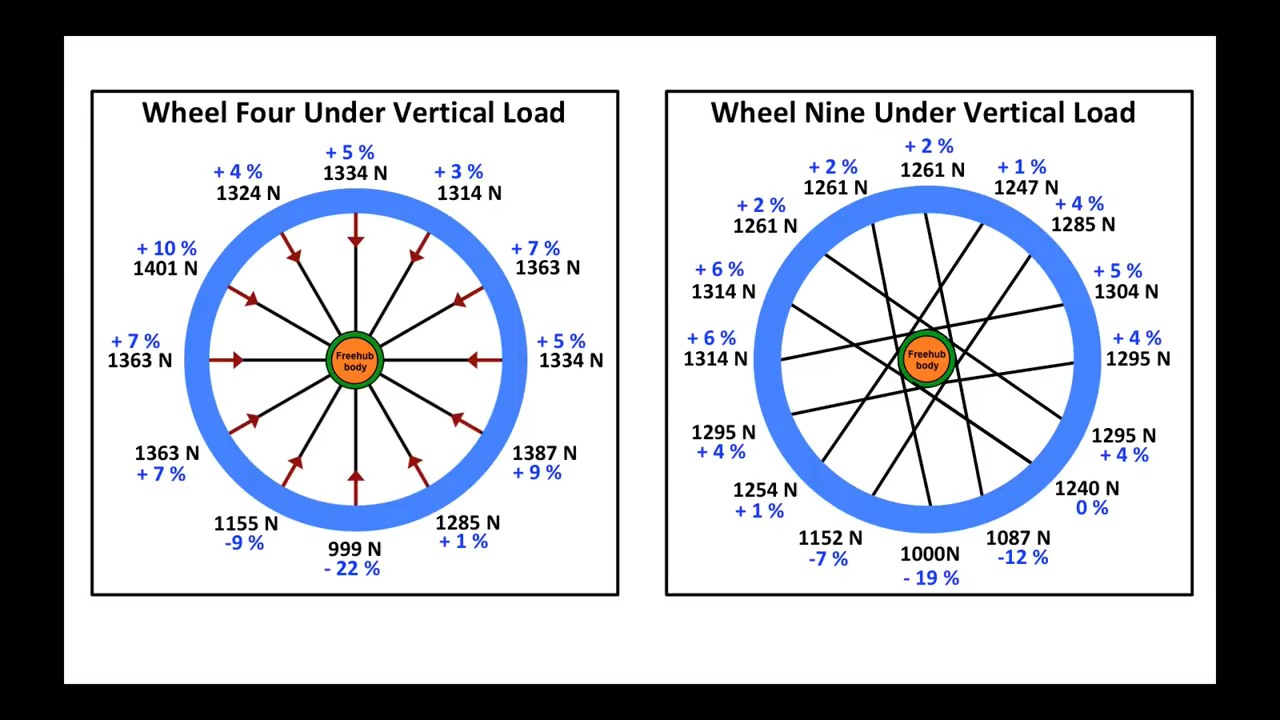 Wheel Four Under Vertical Load
+ 5 %
1334 N
+ 4 %
1324 N
+ 3 %
1314 N
+ 10 %
1401 N
+ 7 %
1363 N
+ 7 %
1363 N
+ 5 %
1334 N
Freehub
body
1363 N
+ 7 %
1387 N
+ 9 %
1155 N
-9 %
999 N
- 22 %
1285 N
+ 1 %
Wheel Nine Under Vertical Load
+ 2 %
1261 N
+ 2 %
1261 N
+ 1 %
1247 N
+ 2 %
1261 N
+ 4 %
1285 N
+ 6 %
1314 N
+ 5 %
1304 N
+ 6 %
1314 N
+ 4 %
1295 N
Freehub
body
1295 N
+ 4 %
1295 N
+ 4 %
1254 N
+ 1 %
1240 N
0 %
1152 N
-7 %
1000N
- 19 %
1087 N
-12 %